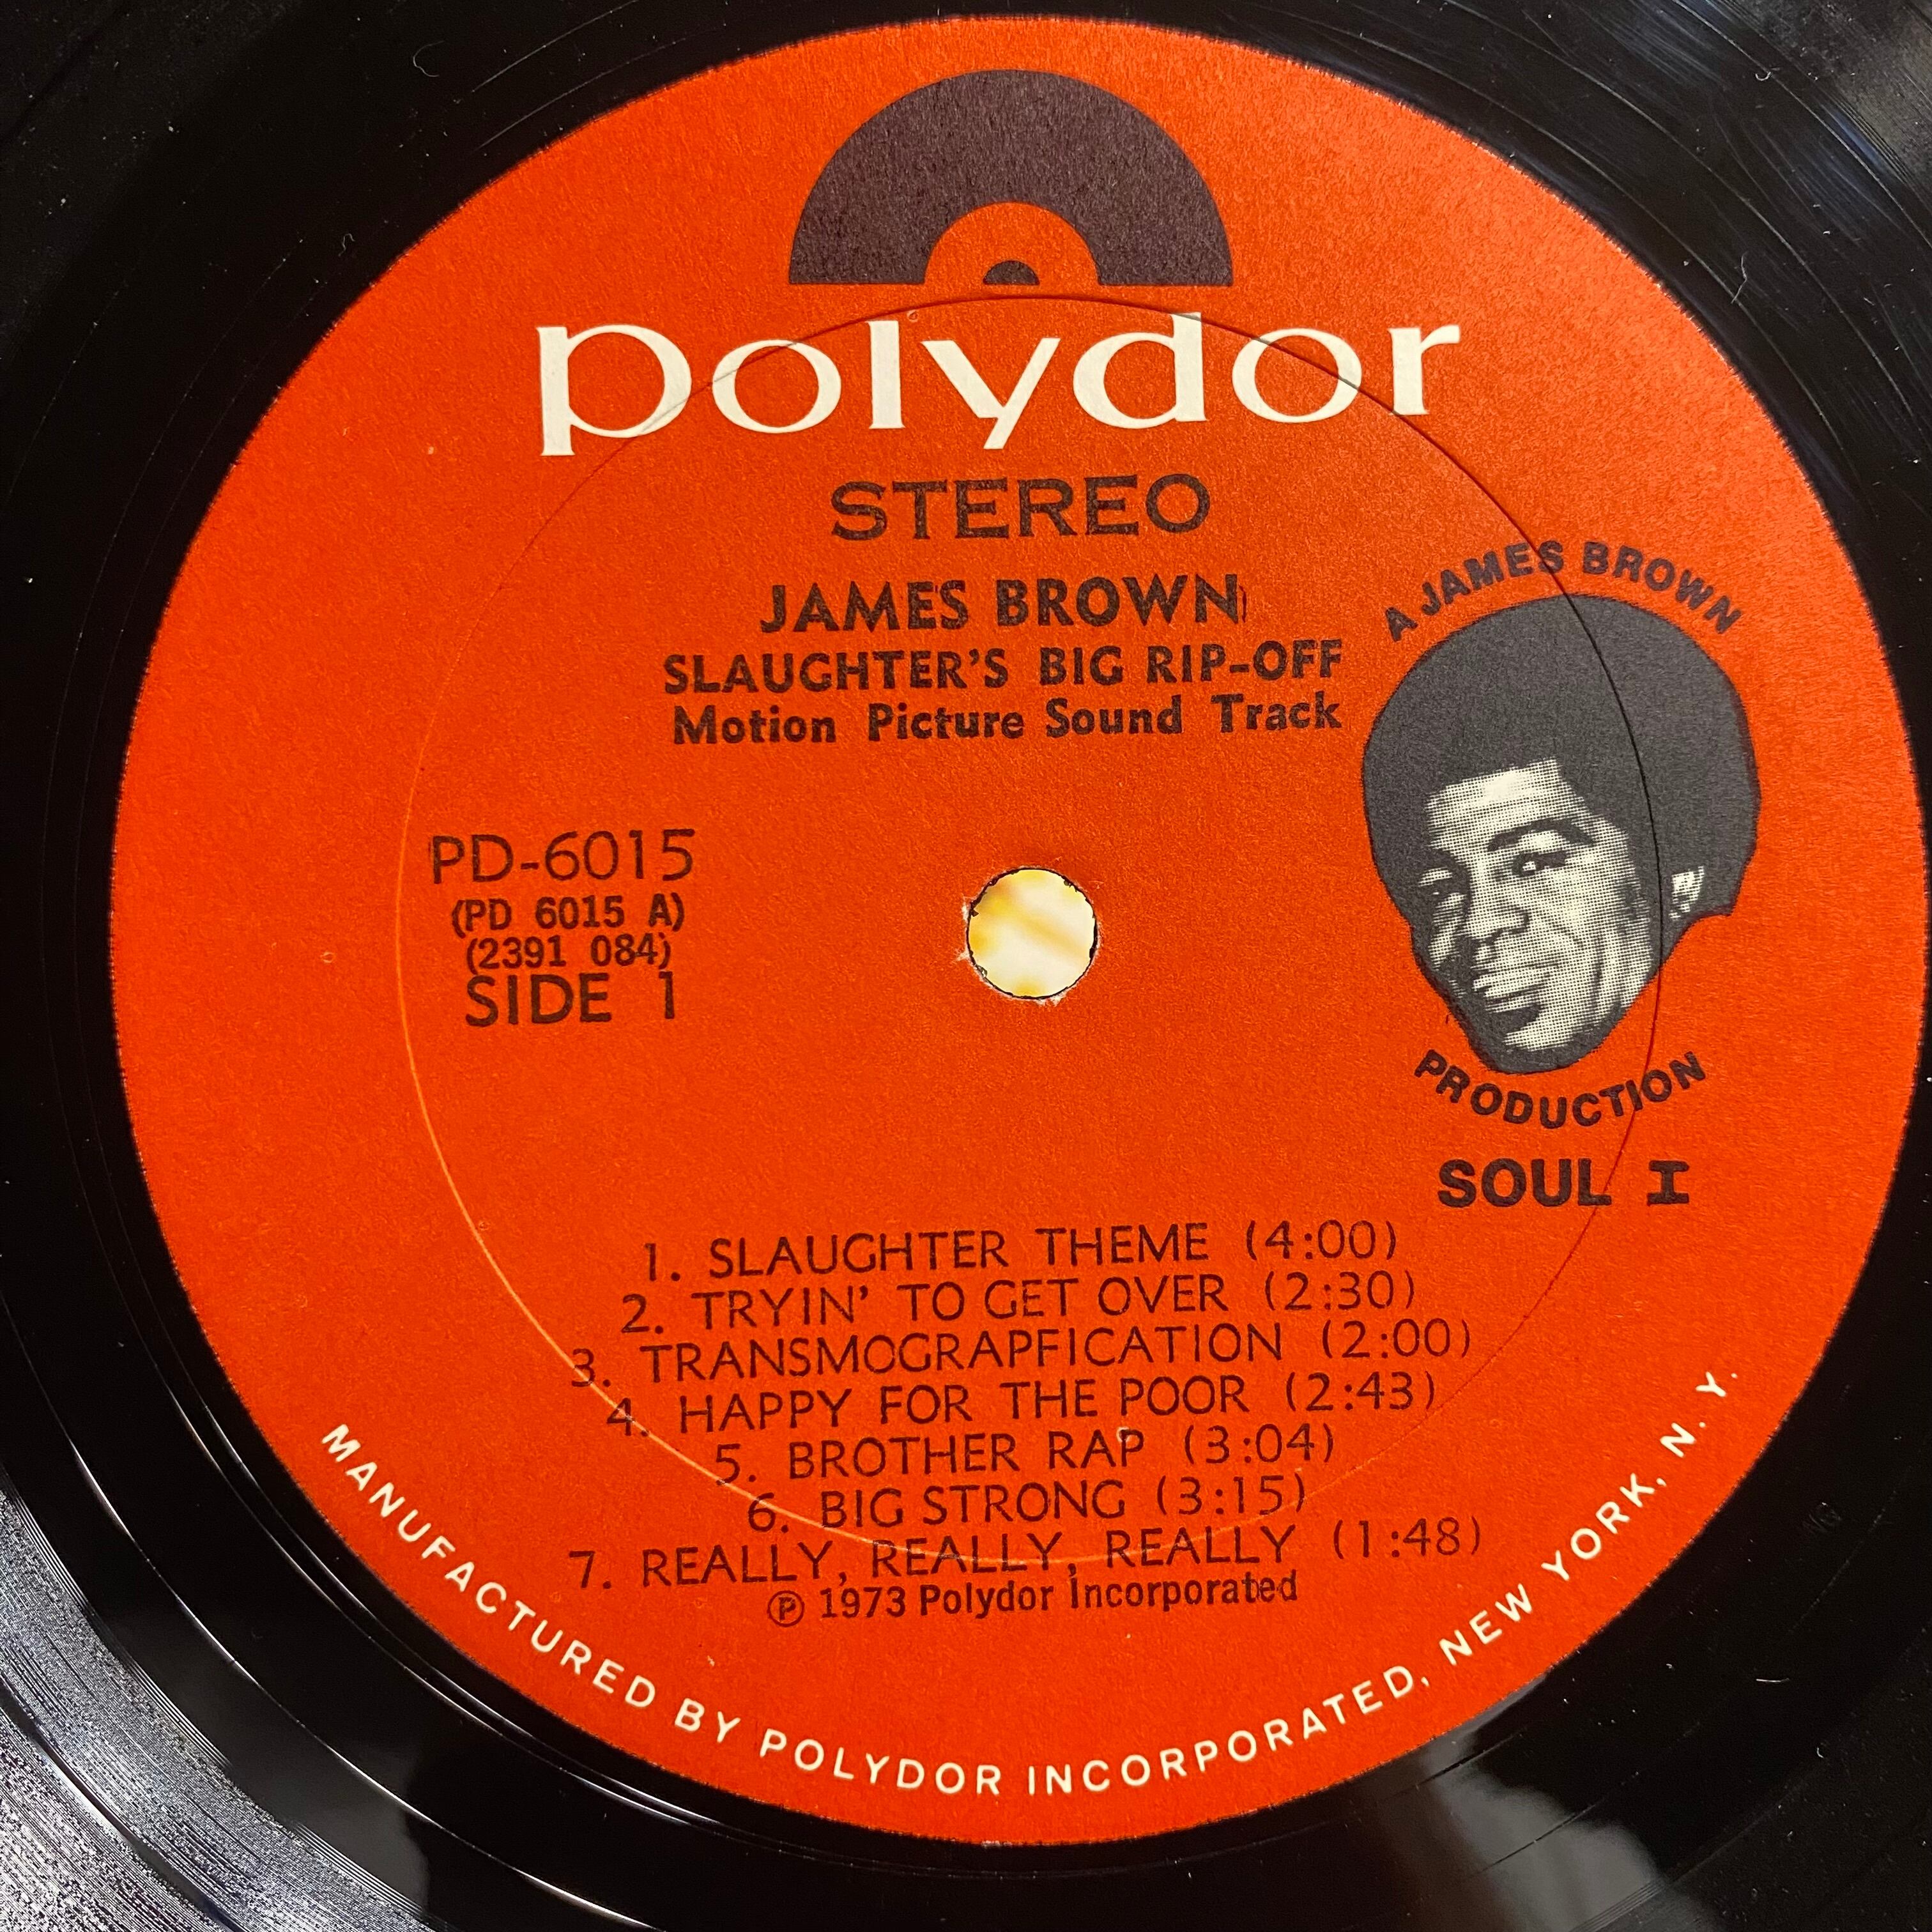 polydor
STEREO
JAMES BROWN
SLAUGHTER'S BIG RIP-OFF
Motion Picture Sound Track
A JAMES BROWN
PRODUCTION
SOUL I
PD-6015
(PD 6015 A)
(2391 084)
SIDE 1
1. SLAUGHTER THEME (4:00)
2. TRYIN' TO GET OVER (2:30)
3. TRANSMOGRAPFICATION (2:00)
4. HAPPY FOR THE POOR (2:43)
5. BROTHER RAP (3:04)
6. BIG STRONG (3:15)
7. REALLY, REALLY, REALLY (1:48)
℗ 1973 Polydor Incorporated
MANUFACTURED BY POLYDOR INCORPORATED, NEW YORK, N. Y.